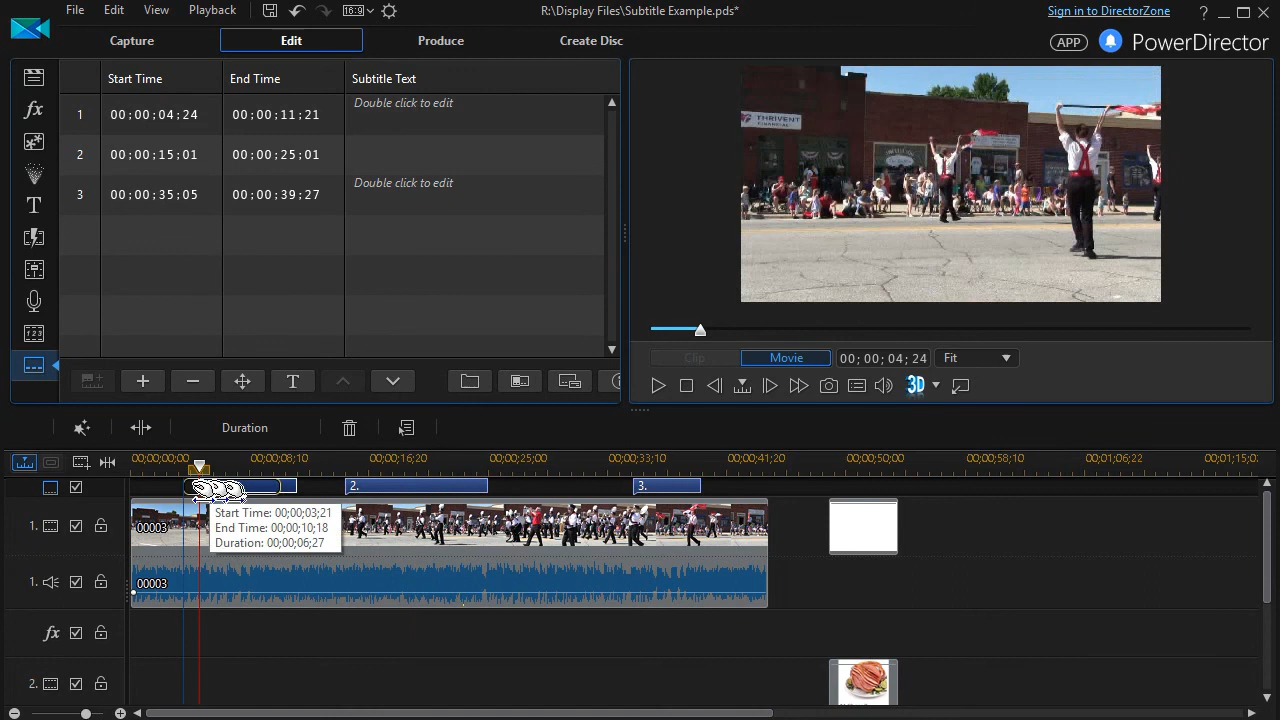 File Edit View Playback
16:9
R:\Display Files\Subtitle Example.pds*
Sign in to DirectorZone
?
Capture Edit Produce Create Disc
APP
PowerDirector
Start Time End Time Subtitle Text
1 00;00;04;24 00;00;11;21 Double click to edit
2 00;00;15;01 00;00;25;01
3 00;00;35;05 00;00;39;27 Double click to edit
fx
T
123
THRIVENT
FINANCIAL
T
Clip Movie 00; 00; 04; 24 Fit
3D
Duration
00;00;00;00 00;00;08;10 00;00;16;20 00;00;25;00 00;00;33;10 00;00;41;20 00;00;50;00 00;00;58;10 00;01;06;22 00;01;15;0
2. 3.
Start Time: 00;00;03;21
End Time: 00;00;10;18
Duration: 00;00;06;27
1. 00003
1. 00003
fx
2.